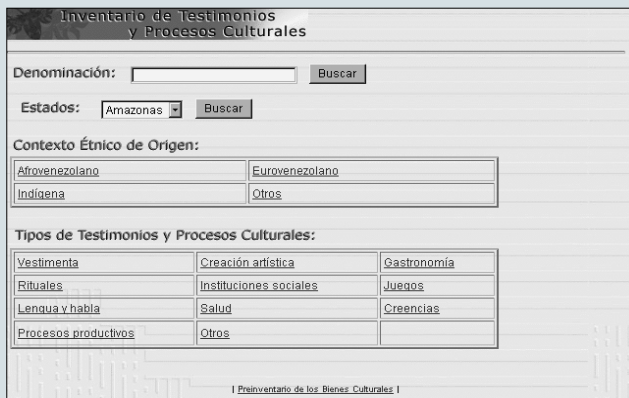 Inventario de Testimonios
y Procesos Culturales
Denominación: Buscar
Estados: Amazonas Buscar
Contexto Étnico de Origen:
Afrovenezolano Eurovenezolano
Indígena Otros
Tipos de Testimonios y Procesos Culturales:
Vestimenta Creación artística Gastronomía
Rituales Instituciones sociales Juegos
Lengua y habla Salud Creencias
Procesos productivos Otros
| Preinventario de los Bienes Culturales |